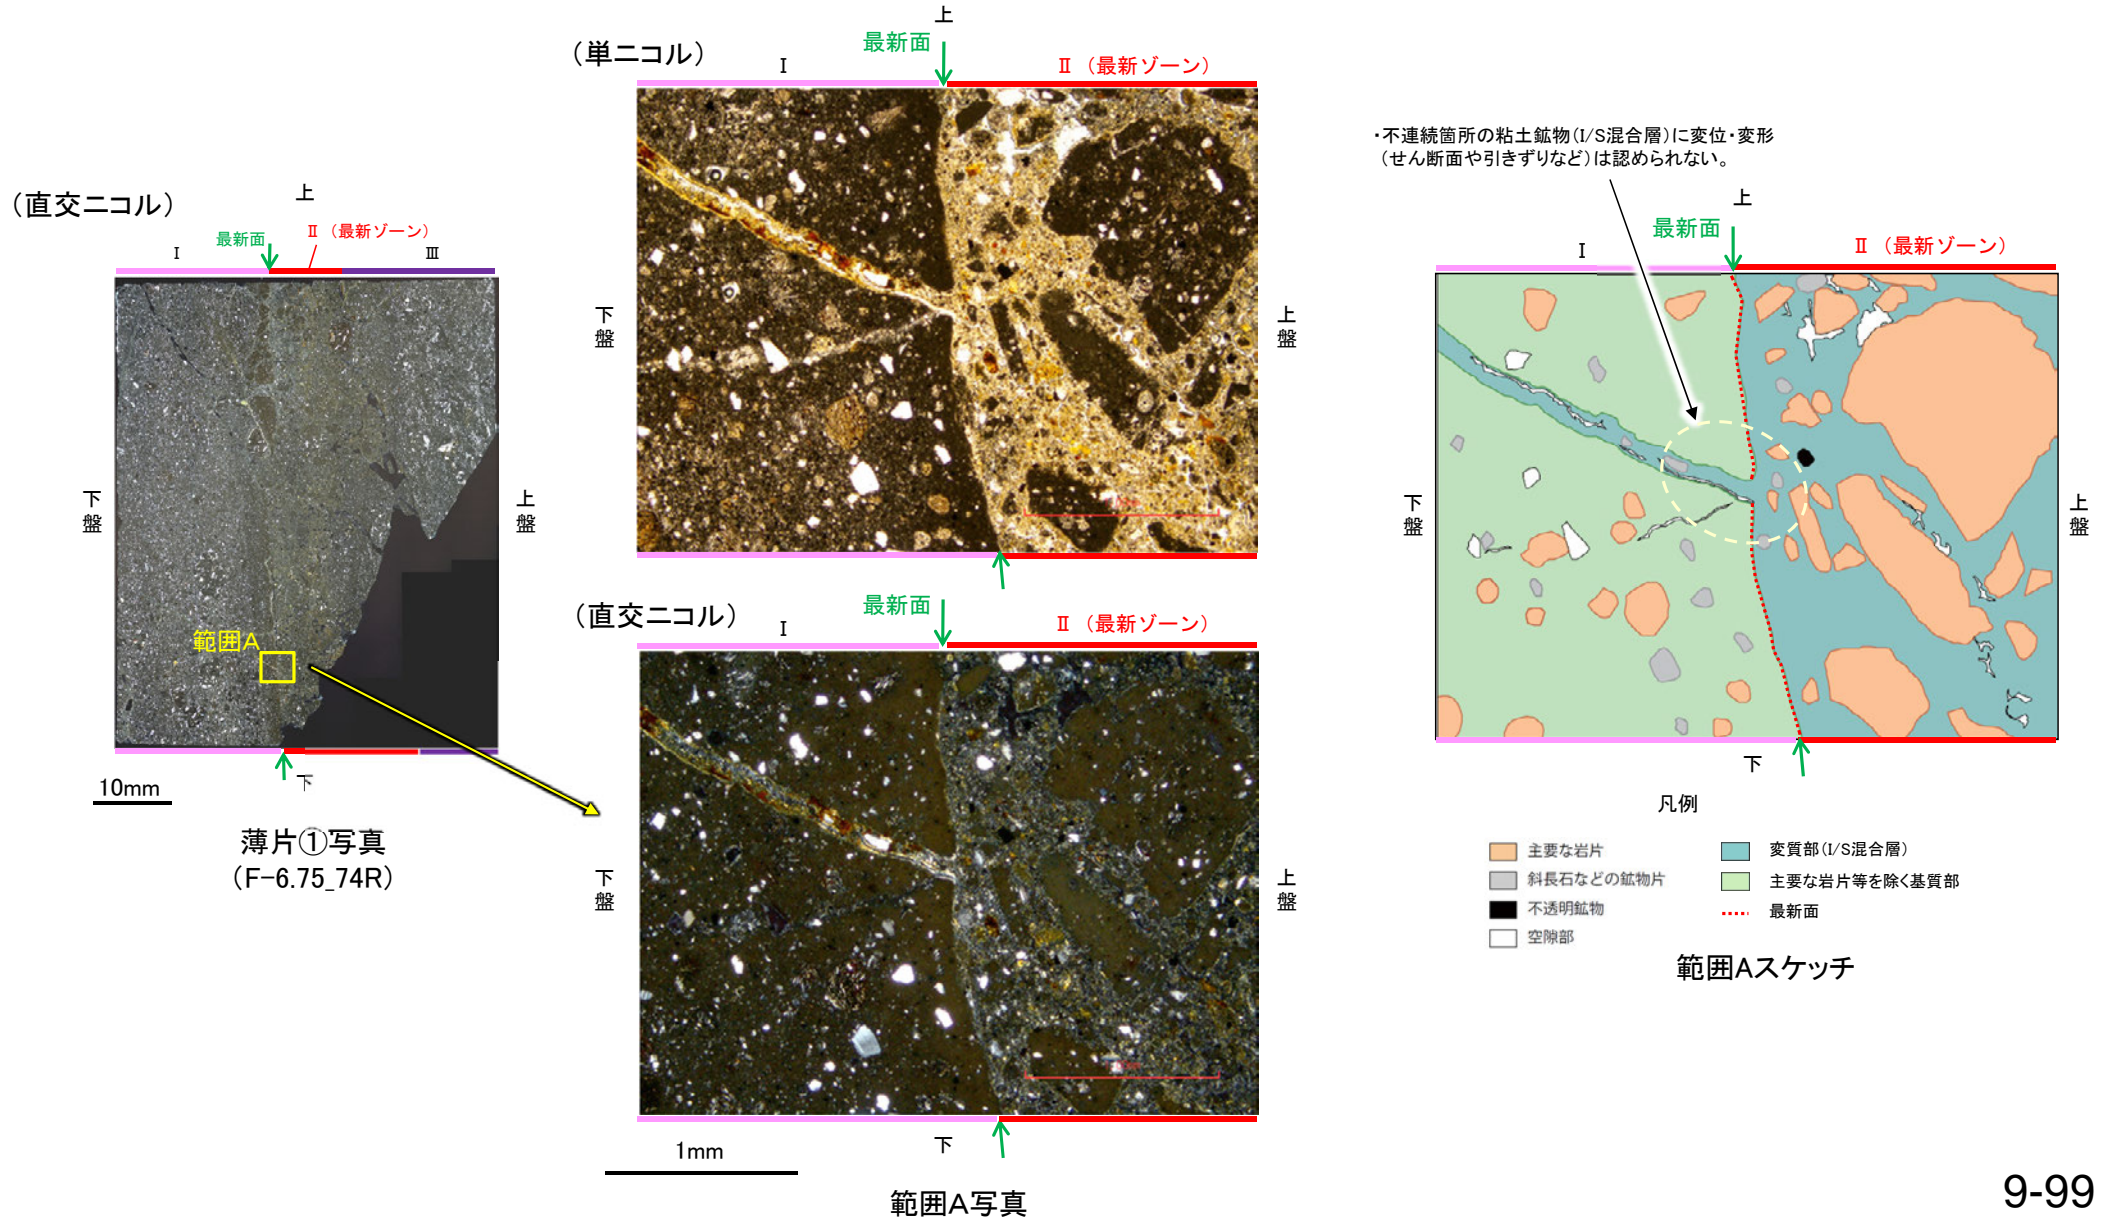 （直交ニコル）
上
最新面
Ⅱ （最新ゾーン）
Ⅰ
Ⅲ
下盤
上盤
範囲A
下
10mm
薄片①写真
（F-6.75_74R）
（単ニコル）
上
最新面
Ⅰ
Ⅱ （最新ゾーン）
下盤
上盤
（直交ニコル）
最新面
Ⅰ
Ⅱ （最新ゾーン）
下盤
上盤
下
1mm
範囲A写真
・不連続箇所の粘土鉱物（I/S混合層）に変位・変形
（せん断面や引きずりなど）は認められない。
上
最新面
Ⅰ
Ⅱ （最新ゾーン）
下盤
上盤
下
凡例
主要な岩片
斜長石などの鉱物片
不透明鉱物
空隙部
変質部（I/S混合層）
主要な岩片等を除く基質部
最新面
範囲Aスケッチ
9-99